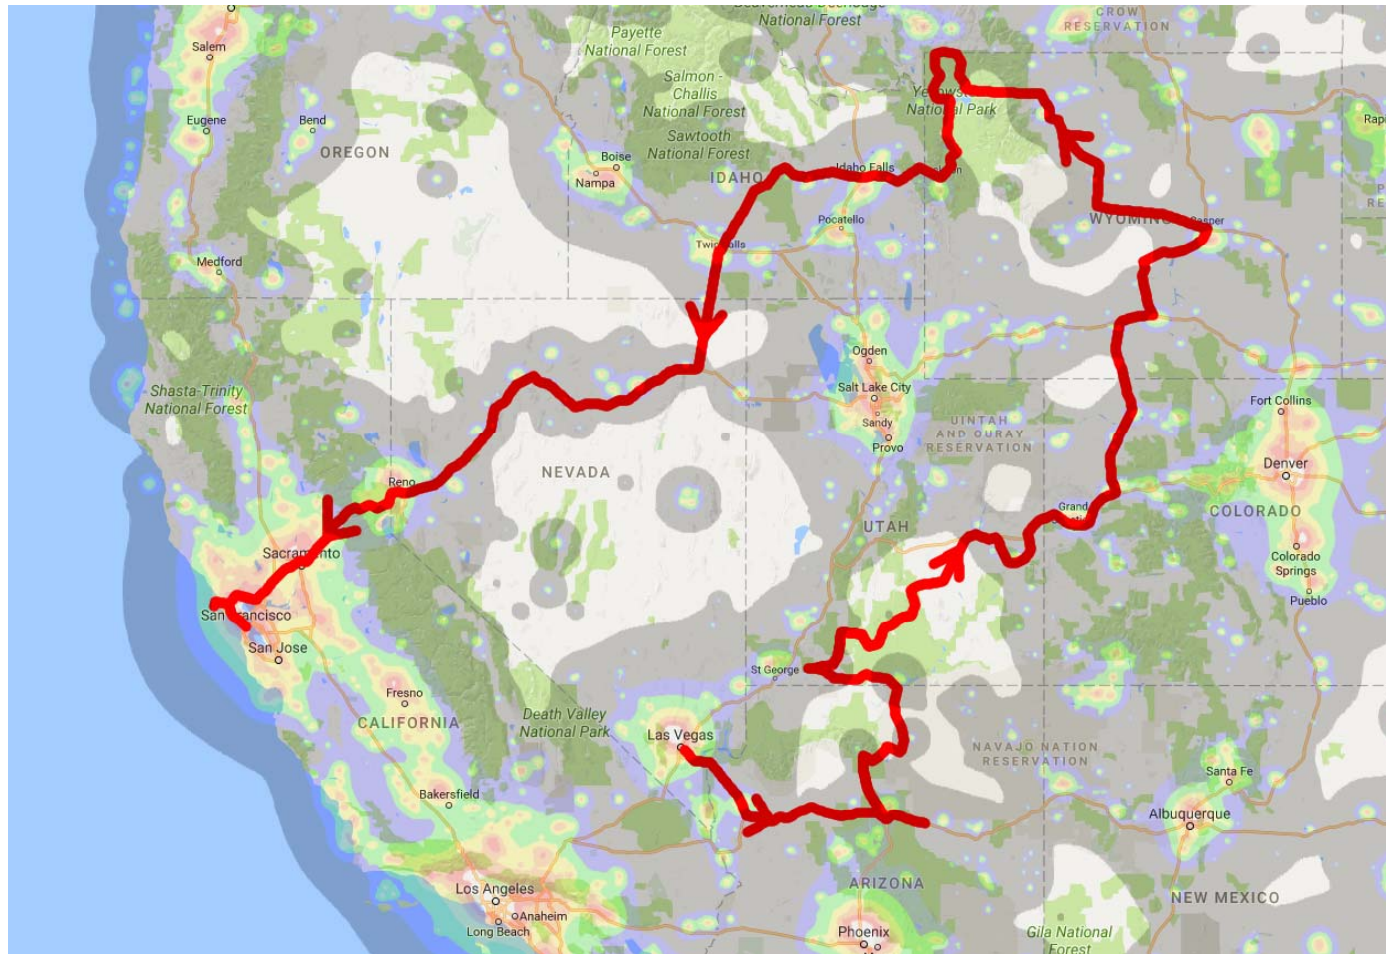 National Forest
CROW
RESERVATION
Salem
Payette
National Forest
Salmon -
Challis
National Forest
Sawtooth
National Forest
National Park
Eugene
Bend
OREGON
Boise
Nampa
IDAHO
Idaho Falls
Pocatello
Medford
Ogden
Salt Lake City
Sandy
Provo
UINTAH
AND OURAY
RESERVATION
Fort Collins
Denver
COLORADO
Colorado
Springs
Pueblo
Shasta-Trinity
National Forest
Reno
NEVADA
UTAH
Grand
San Jose
Fresno
CALIFORNIA
Death Valley
National Park
St George
Las Vegas
NAVAJO NATION
RESERVATION
Santa Fe
Albuquerque
Bakersfield
Los Angeles
Anaheim
Long Beach
ARIZONA
Phoenix
NEW MEXICO
Gila National
Forest